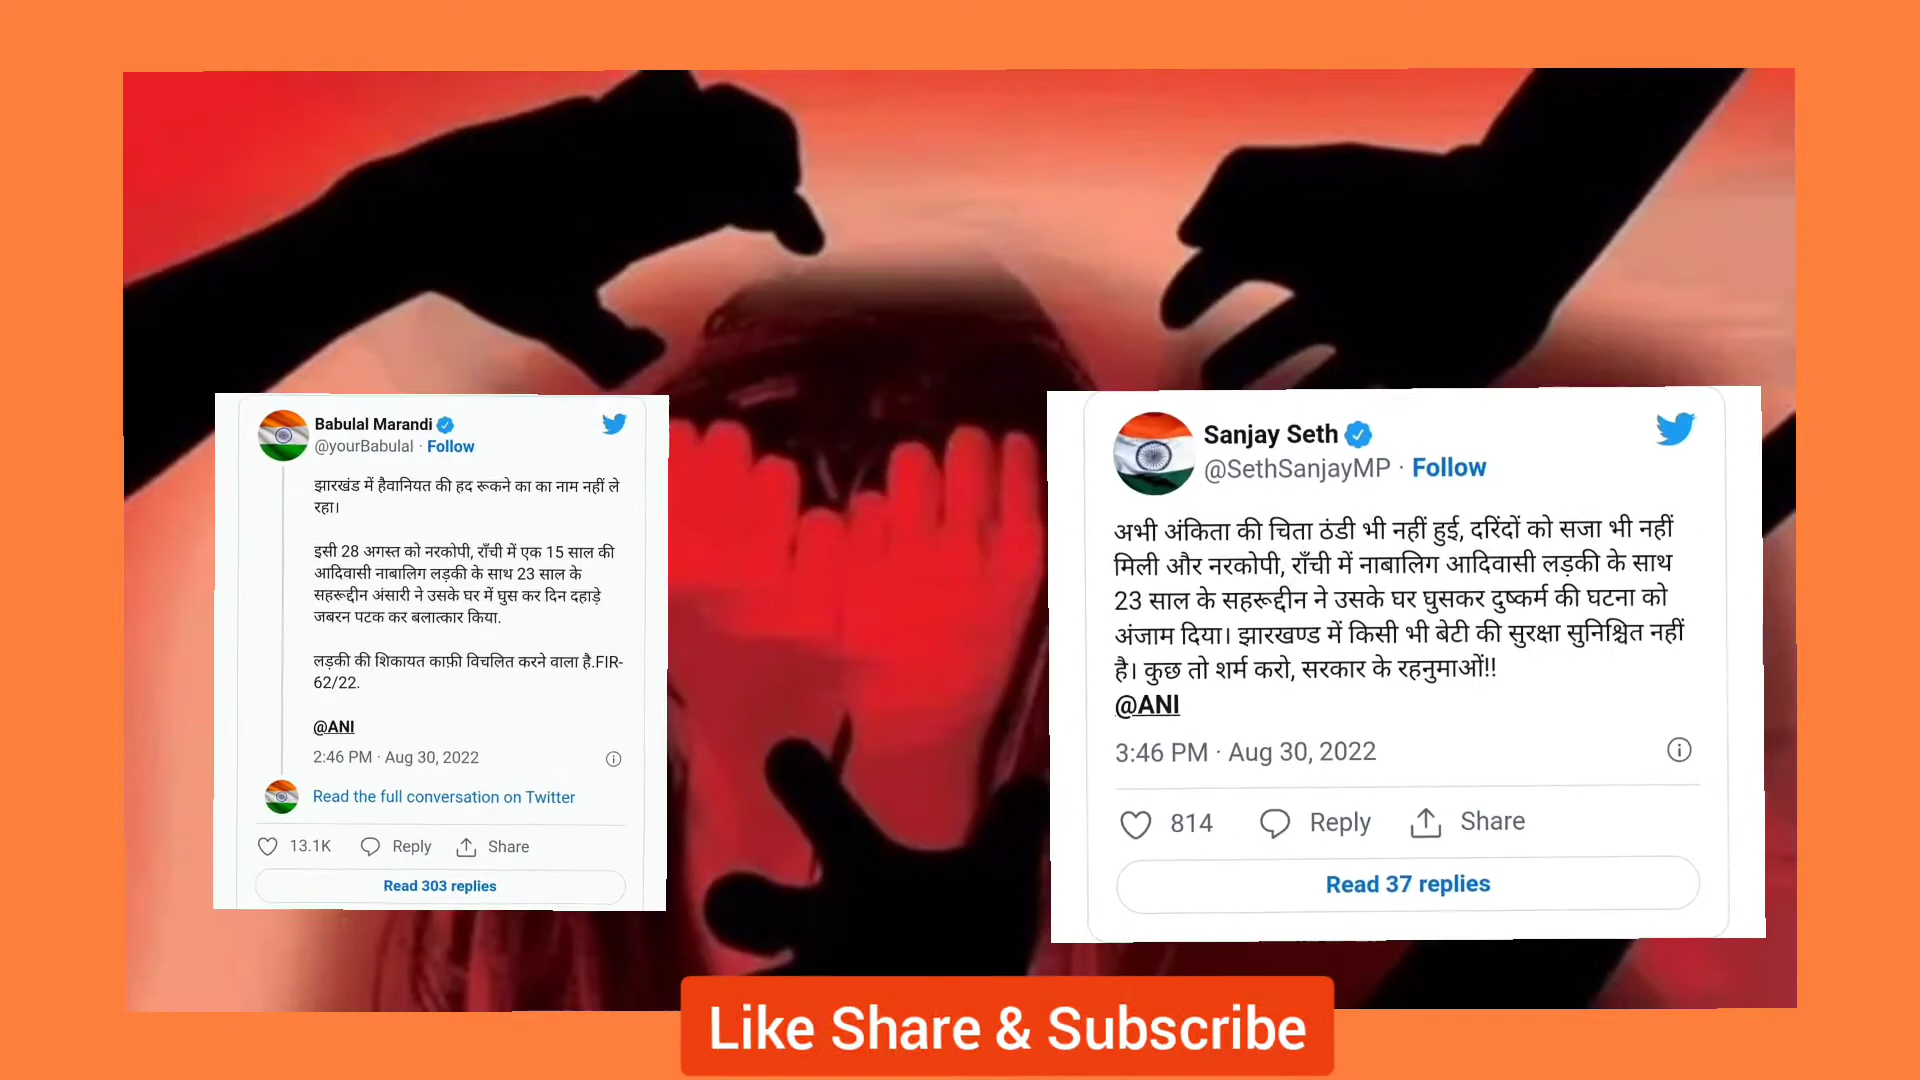 Babulal Marandi
@yourBabulal · Follow
झारखंड में हैवानियत की हद रूकने का का नाम नहीं ले
रहा।
इसी 28 अगस्त को नरकोपी, राँची में एक 15 साल की
आदिवासी नाबालिग लड़की के साथ 23 साल के
सहरूद्दीन अंसारी ने उसके घर में घुस कर दिन दहाड़े
जबरन पटक कर बलात्कार किया.
लड़की की शिकायत काफ़ी विचलित करने वाला है.FIR-
62/22.
@ANI
2:46 PM · Aug 30, 2022
Read the full conversation on Twitter
13.1K Reply Share
Read 303 replies
Sanjay Seth
@SethSanjayMP · Follow
अभी अंकिता की चिता ठंडी भी नहीं हुई, दरिंदों को सजा भी नहीं
मिली और नरकोपी, राँची में नाबालिग आदिवासी लड़की के साथ
23 साल के सहरूद्दीन ने उसके घर घुसकर दुष्कर्म की घटना को
अंजाम दिया। झारखण्ड में किसी भी बेटी की सुरक्षा सुनिश्चित नहीं
है। कुछ तो शर्म करो, सरकार के रहनुमाओं!!
@ANI
3:46 PM · Aug 30, 2022
814 Reply Share
Read 37 replies
Like Share & Subscribe